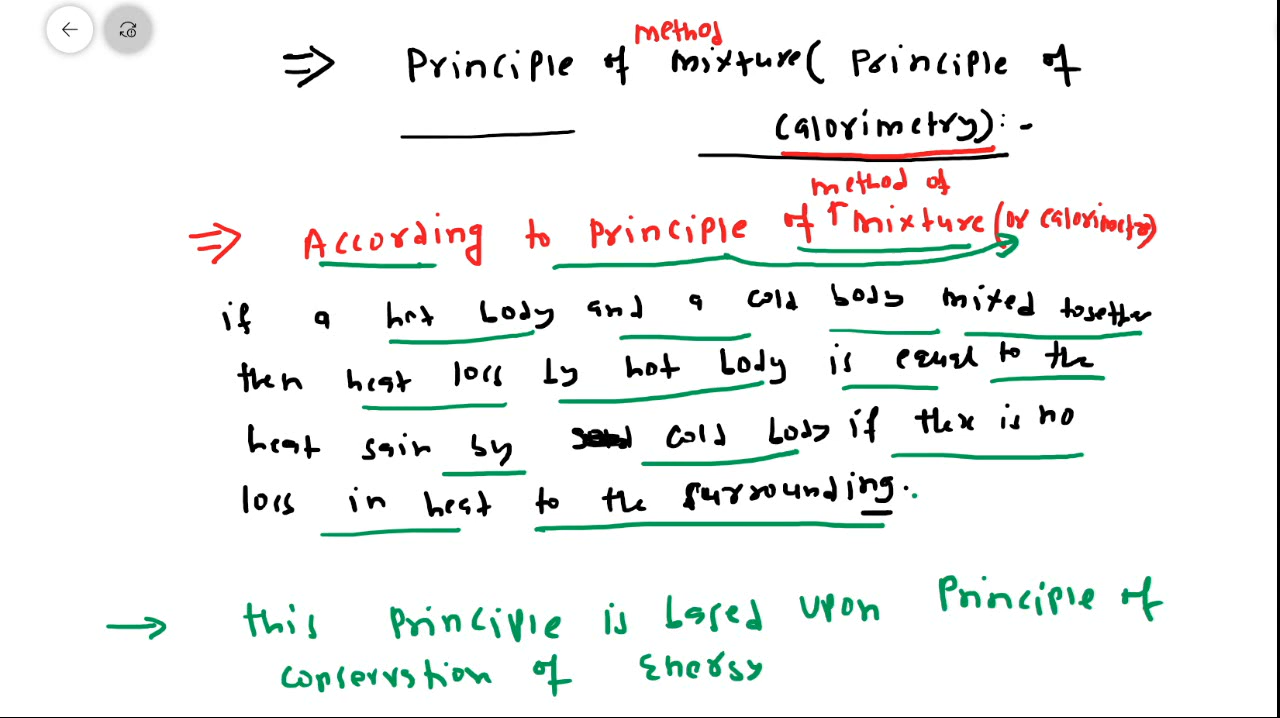 method
⇒ Principle of mixture( Principle of
Calorimetry): -
method of
⇒ According to Principle of ↑ mixture (or calorimetry)
if a hot body and a cold body mixed together
then heat loss by hot body is equal to the
heat gain by cold body if there is no
loss in heat to the surrounding.
→ this Principle is based upon Principle of
conservation of Energy